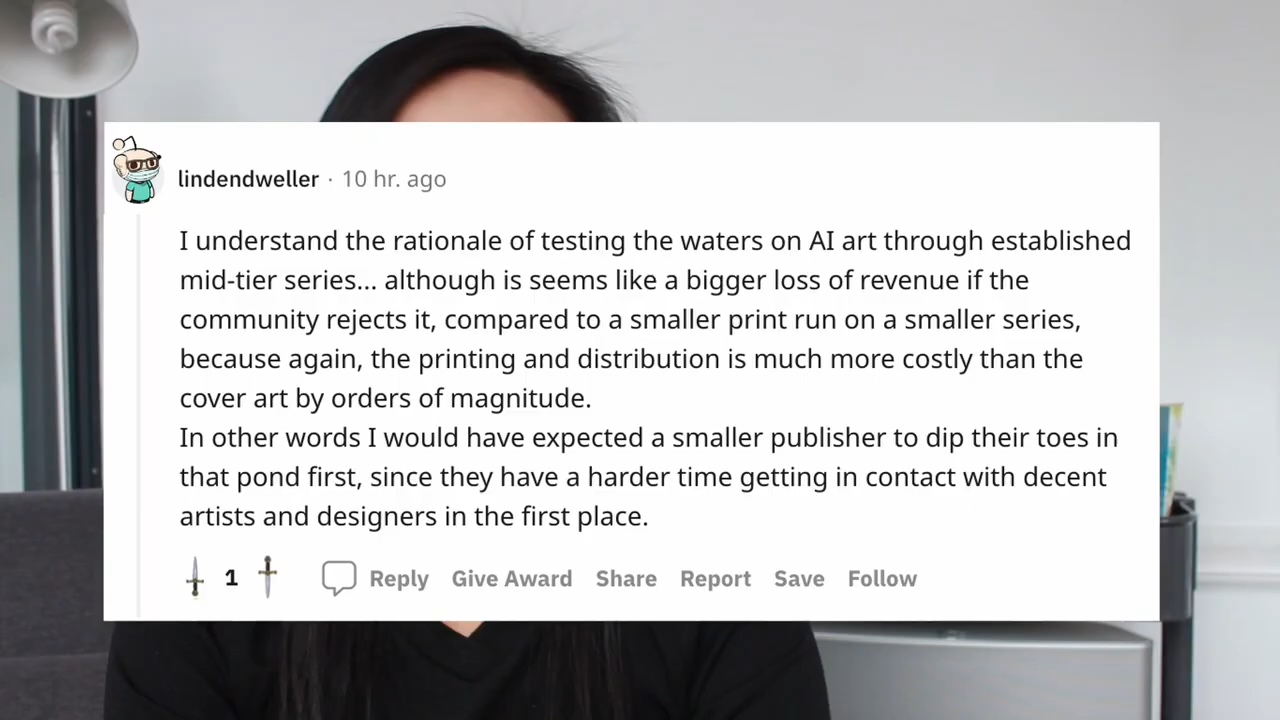 lindendweller · 10 hr. ago
I understand the rationale of testing the waters on AI art through established
mid-tier series... although is seems like a bigger loss of revenue if the
community rejects it, compared to a smaller print run on a smaller series,
because again, the printing and distribution is much more costly than the
cover art by orders of magnitude.
In other words I would have expected a smaller publisher to dip their toes in
that pond first, since they have a harder time getting in contact with decent
artists and designers in the first place.
1 Reply Give Award Share Report Save Follow